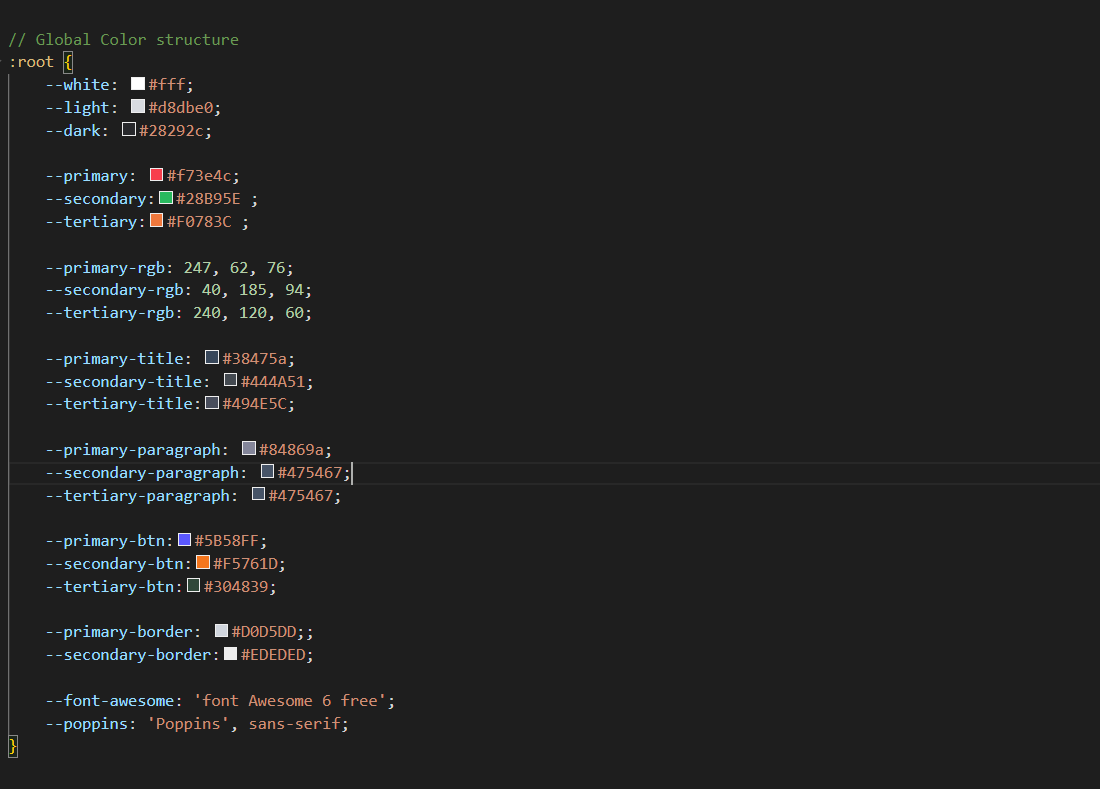 // Global Color structure
:root {
--white: #fff;
--light: #d8dbe0;
--dark: #28292c;
--primary: #f73e4c;
--secondary: #28B95E ;
--tertiary: #F0783C ;
--primary-rgb: 247, 62, 76;
--secondary-rgb: 40, 185, 94;
--tertiary-rgb: 240, 120, 60;
--primary-title: #38475a;
--secondary-title: #444A51;
--tertiary-title: #494E5C;
--primary-paragraph: #84869a;
--secondary-paragraph: #475467;
--tertiary-paragraph: #475467;
--primary-btn: #5B58FF;
--secondary-btn: #F5761D;
--tertiary-btn: #304839;
--primary-border: #D0D5DD;;
--secondary-border: #EDEDED;
--font-awesome: 'font Awesome 6 free';
--poppins: 'Poppins', sans-serif;
}